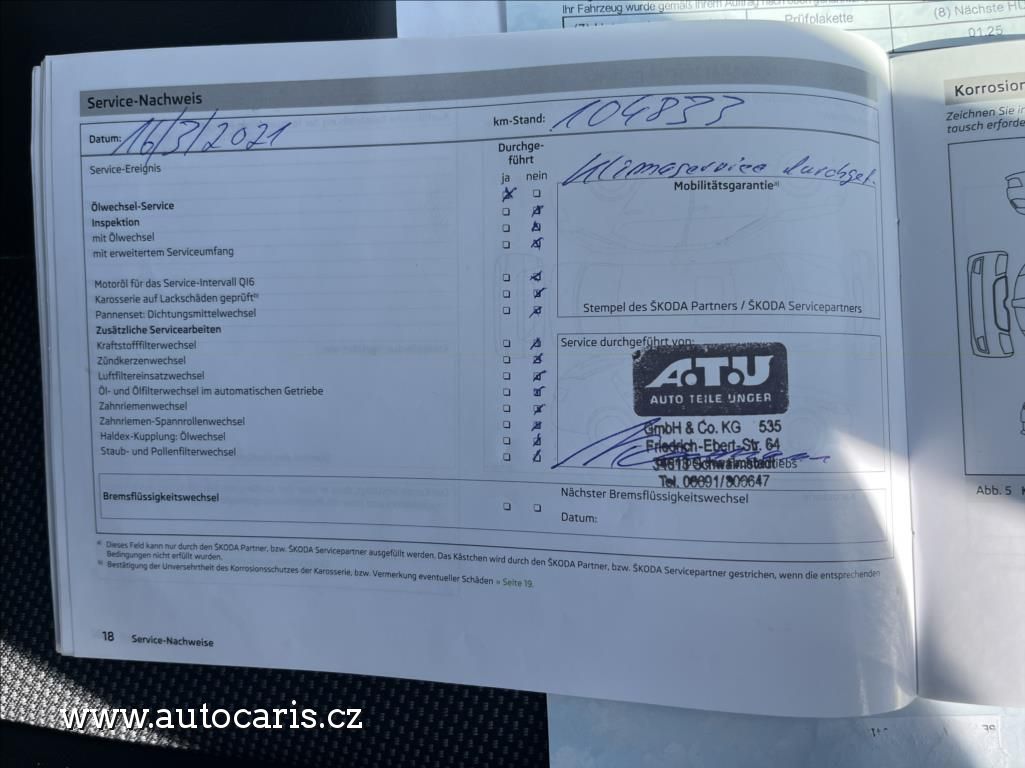 Ihr Fahrzeug wurde gemäß Ihrem Auftrag nach
Prüfplakette
(8) Nächste HU
01.25
Service-Nachweis
Datum: 16/3/2021
km-Stand: 104833
Service-Ereignis
Durchge-
führt
ja nein
Klimaservice durchgef.
Mobilitätsgarantie a)
Ölwechsel-Service
Inspektion
mit Ölwechsel
mit erweitertem Serviceumfang
Motoröl für das Service-Intervall QI6
Karosserie auf Lackschäden geprüft b)
Pannenset: Dichtungsmittelwechsel
Stempel des ŠKODA Partners / ŠKODA Servicepartners
Zusätzliche Servicearbeiten
Kraftstofffilterwechsel
Zündkerzenwechsel
Luftfiltereinsatzwechsel
Öl- und Ölfilterwechsel im automatischen Getriebe
Zahnriemenwechsel
Zahnriemen-Spannrollenwechsel
Haldex-Kupplung: Ölwechsel
Staub- und Pollenfilterwechsel
Service durchgeführt von:
A.T.U
AUTO TEILE UNGER
GmbH & Co. KG 535
Friedrich-Ebert-Str. 64
34613 Schwalmstadt
Tel. 06691/806647
Bremsflüssigkeitswechsel
Nächster Bremsflüssigkeitswechsel
Datum:
a) Dieses Feld kann nur durch den ŠKODA Partner, bzw. ŠKODA Servicepartner ausgefüllt werden. Das Kästchen wird durch den ŠKODA Partner, bzw. ŠKODA Servicepartner gestrichen, wenn die entsprechenden
Bedingungen nicht erfüllt wurden.
b) Bestätigung der Unversehrtheit des Korrosionsschutzes der Karosserie, bzw. Vermerkung eventueller Schäden » Seite 19.
18 Service-Nachweise
Korrosion
Zeichnen Sie i
tausch erforde
Abb. 5 K
www.autocaris.cz